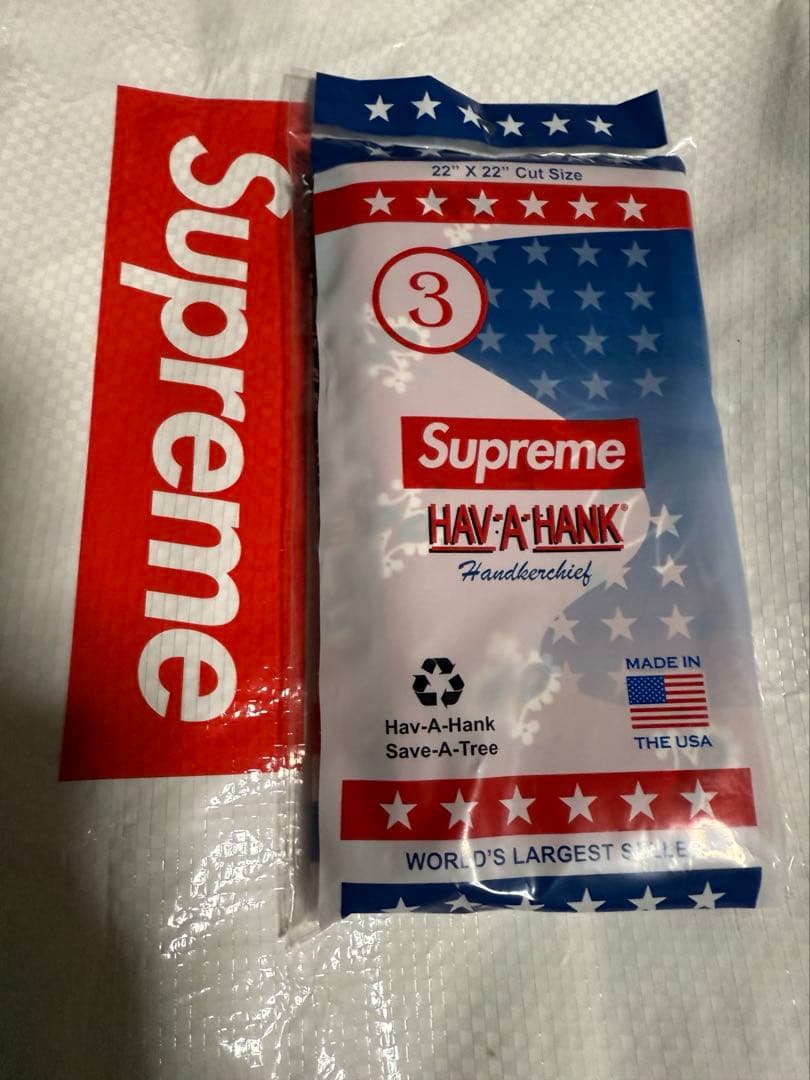 Supreme
22" X 22" Cut Size
3
Supreme
HAV-A-HANK®
Handkerchief
Hav-A-Hank
Save-A-Tree
MADE IN
THE USA
WORLD'S LARGEST SELLE